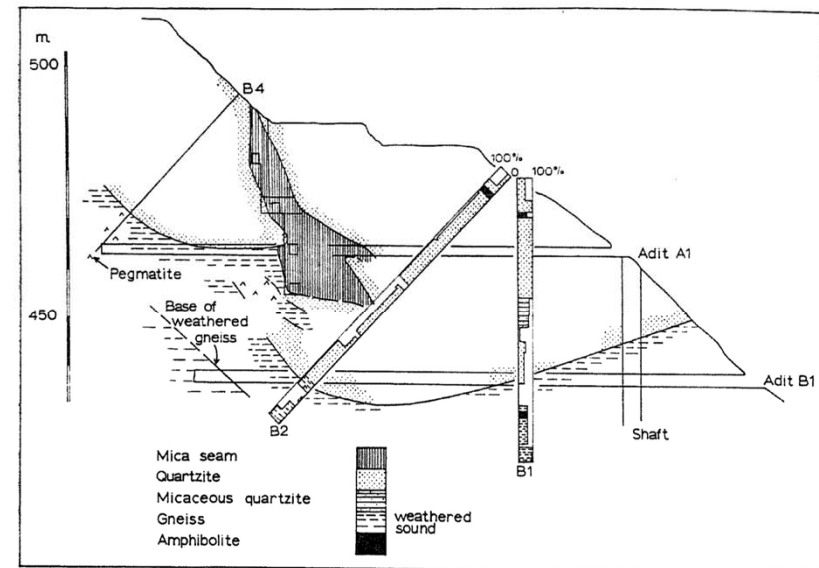 m.
500
B4
100%
0
100%
Adit A1
Pegmatite
450
Base of
weathered
gneiss
Adit B1
B2
B1
Shaft
Mica seam
Quartzite
Micaceous quartzite
Gneiss
weathered
sound
Amphibolite